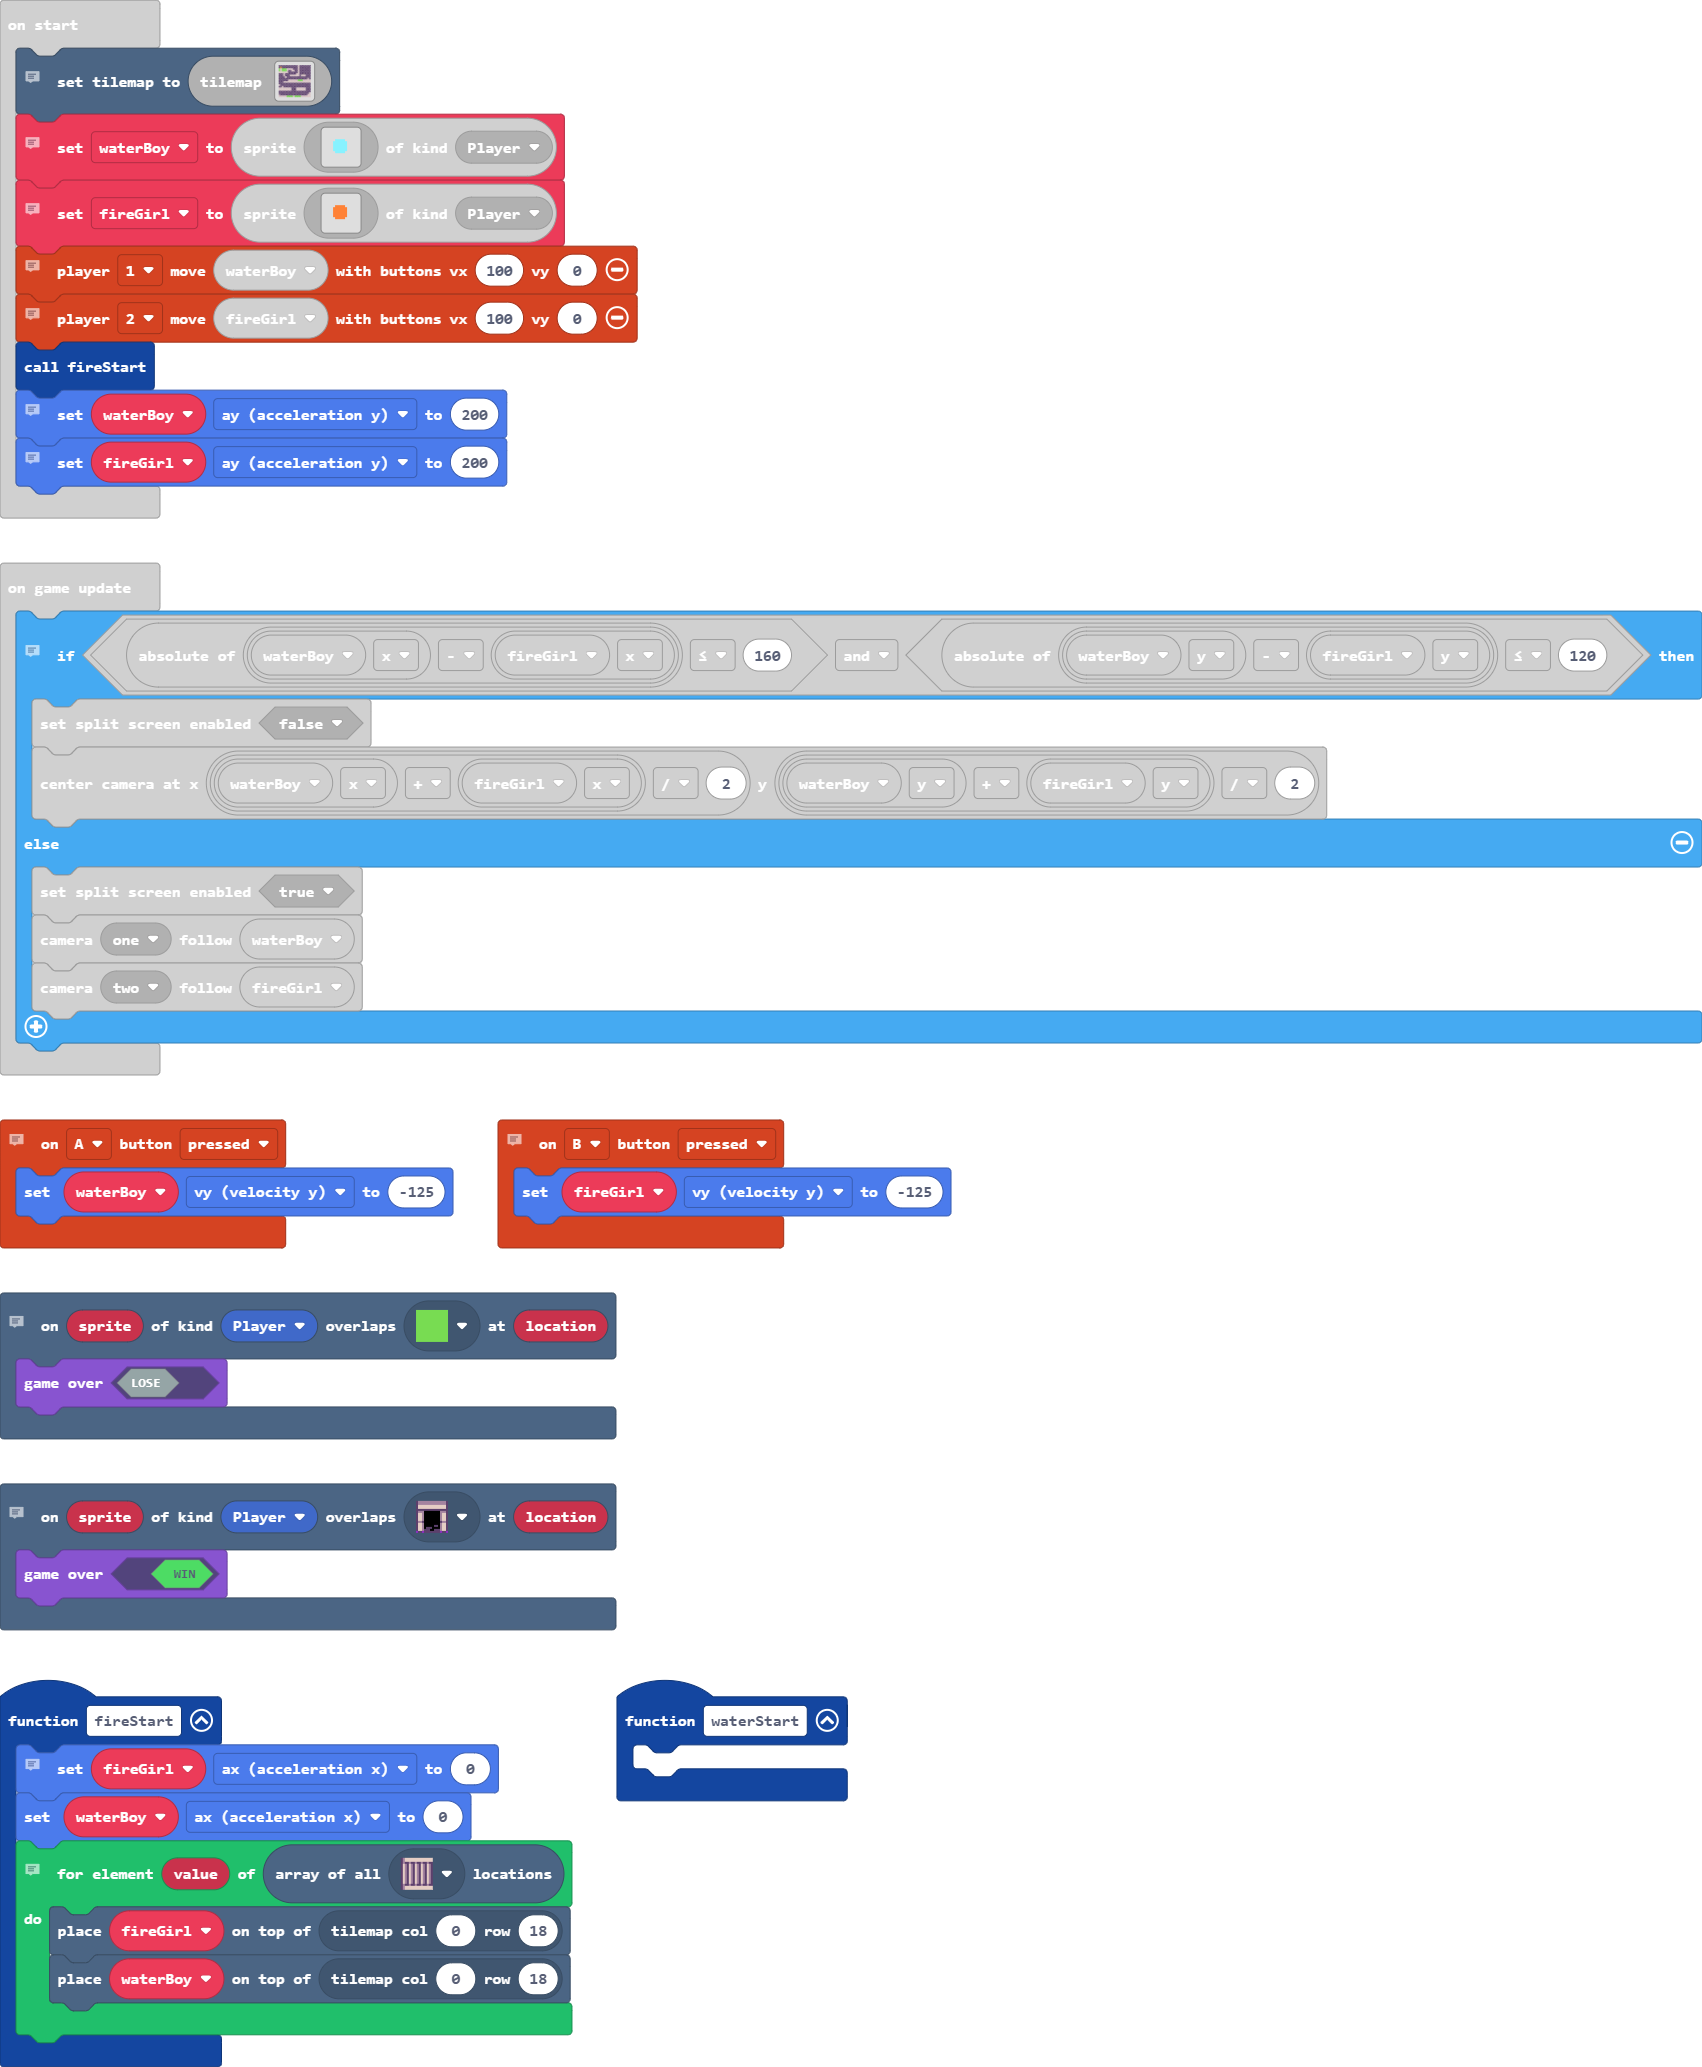 on start
set tilemap to tilemap
set waterBoy to sprite of kind Player
set fireGirl to sprite of kind Player
player 1 move waterBoy with buttons vx 100 vy 0
player 2 move fireGirl with buttons vx 100 vy 0
call fireStart
set waterBoy ay (acceleration y) to 200
set fireGirl ay (acceleration y) to 200
on game update
if absolute of waterBoy x - fireGirl x ≤ 160 and absolute of waterBoy y - fireGirl y ≤ 120 then
set split screen enabled false
center camera at x waterBoy x + fireGirl x / 2 y waterBoy y + fireGirl y / 2
else
set split screen enabled true
camera one follow waterBoy
camera two follow fireGirl
on A button pressed
set waterBoy vy (velocity y) to -125
on B button pressed
set fireGirl vy (velocity y) to -125
on sprite of kind Player overlaps at location
game over LOSE
on sprite of kind Player overlaps at location
game over WIN
function fireStart
set fireGirl ax (acceleration x) to 0
set waterBoy ax (acceleration x) to 0
for element value of array of all locations
do
place fireGirl on top of tilemap col 0 row 18
place waterBoy on top of tilemap col 0 row 18
function waterStart